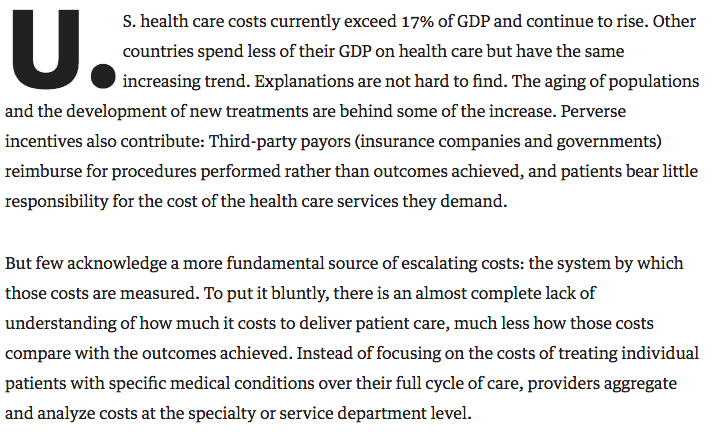 U.S. health care costs currently exceed 17% of GDP and continue to rise. Other
countries spend less of their GDP on health care but have the same
increasing trend. Explanations are not hard to find. The aging of populations
and the development of new treatments are behind some of the increase. Perverse
incentives also contribute: Third-party payors (insurance companies and governments)
reimburse for procedures performed rather than outcomes achieved, and patients bear little
responsibility for the cost of the health care services they demand.

But few acknowledge a more fundamental source of escalating costs: the system by which
those costs are measured. To put it bluntly, there is an almost complete lack of
understanding of how much it costs to deliver patient care, much less how those costs
compare with the outcomes achieved. Instead of focusing on the costs of treating individual
patients with specific medical conditions over their full cycle of care, providers aggregate
and analyze costs at the specialty or service department level.